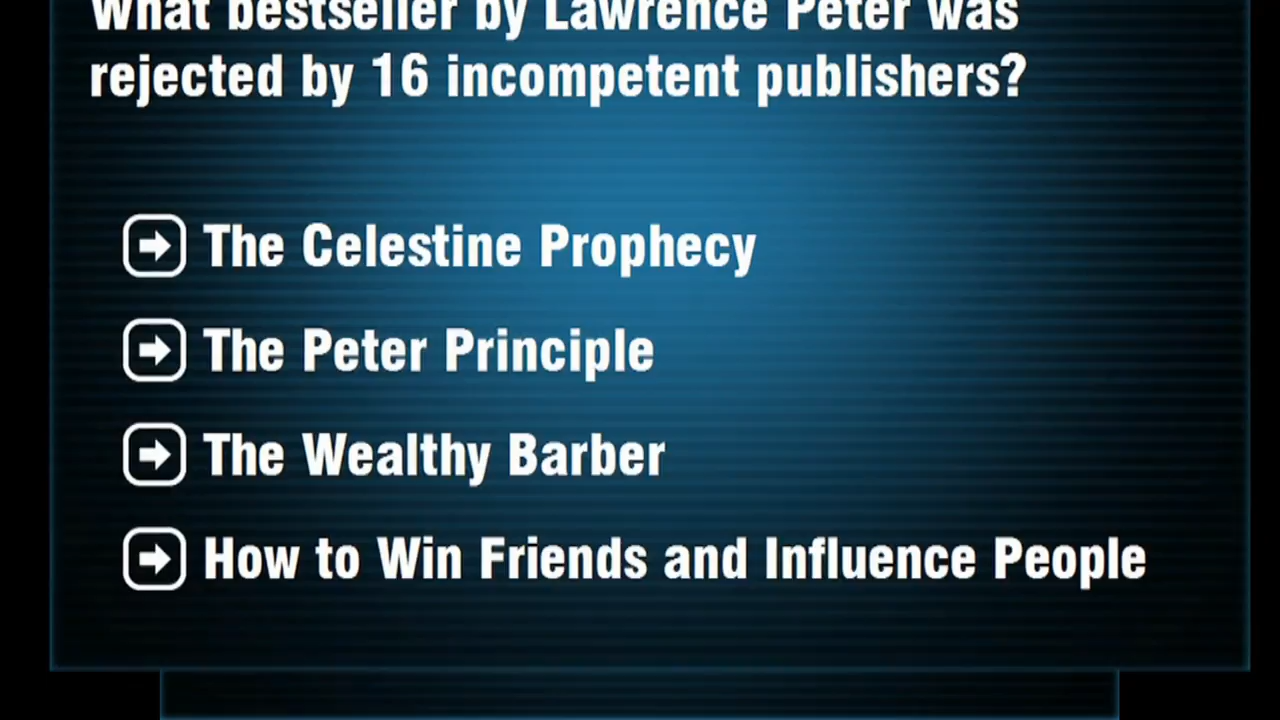 What bestseller by Lawrence Peter was
rejected by 16 incompetent publishers?
The Celestine Prophecy
The Peter Principle
The Wealthy Barber
How to Win Friends and Influence People